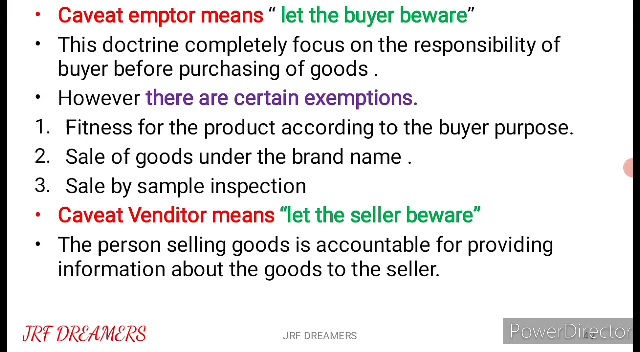 • Caveat emptor means “ let the buyer beware”
• This doctrine completely focus on the responsibility of
buyer before purchasing of goods .
• However there are certain exemptions.
1. Fitness for the product according to the buyer purpose.
2. Sale of goods under the brand name .
3. Sale by sample inspection
• Caveat Venditor means “let the seller beware”
• The person selling goods is accountable for providing
information about the goods to the seller.
JRF DREAMERS JRF DREAMERS PowerDirector